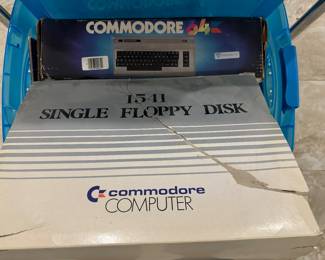 COMMODORE 64
1541
SINGLE FLOPPY DISK
commodore
COMPUTER